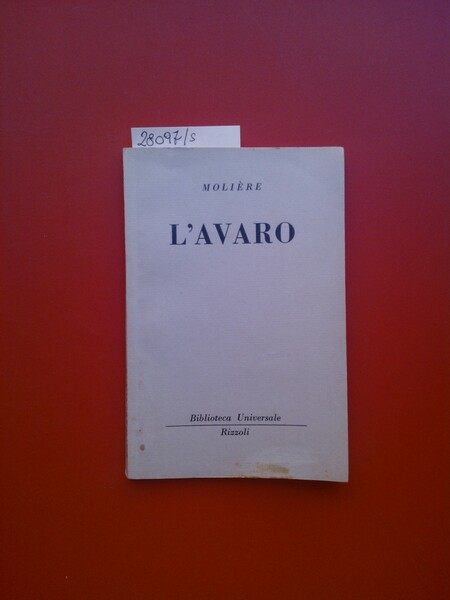 28097/s
MOLIÈRE
L'AVARO
Biblioteca Universale
Rizzoli